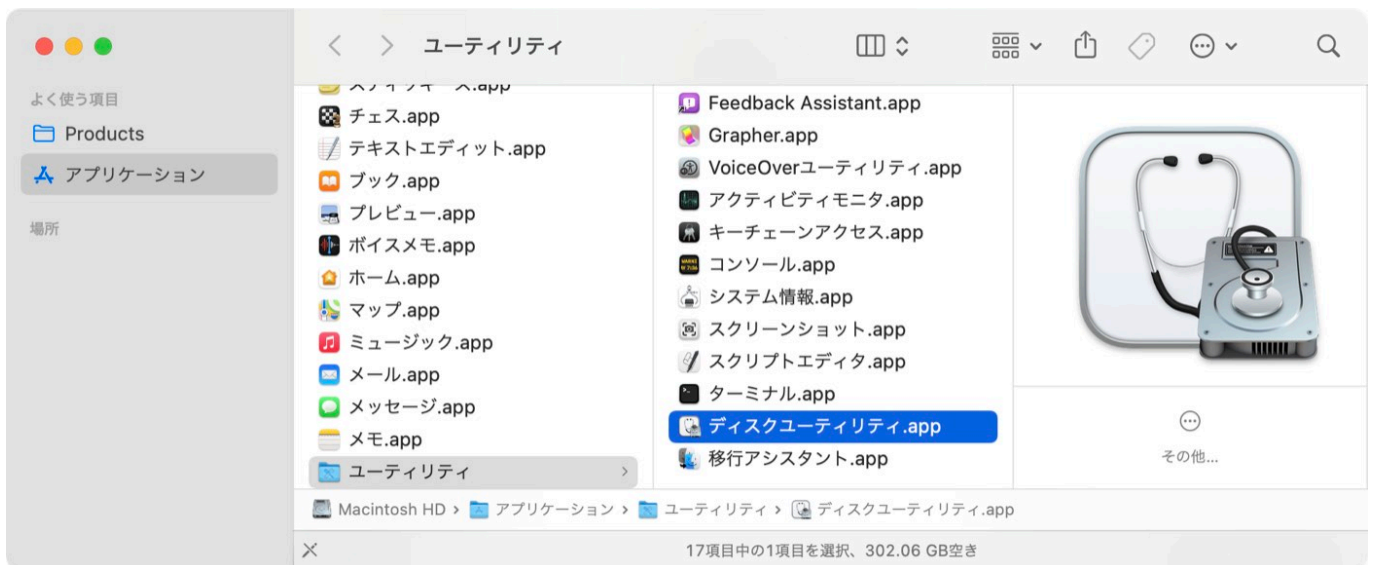 ユーティリティ
よく使う項目
Products
アプリケーション
場所
スティッキーズ.app
チェス.app
テキストエディット.app
ブック.app
プレビュー.app
ボイスメモ.app
ホーム.app
マップ.app
ミュージック.app
メール.app
メッセージ.app
メモ.app
ユーティリティ
Feedback Assistant.app
Grapher.app
VoiceOverユーティリティ.app
アクティビティモニタ.app
キーチェーンアクセス.app
コンソール.app
システム情報.app
スクリーンショット.app
スクリプトエディタ.app
ターミナル.app
ディスクユーティリティ.app
移行アシスタント.app
その他...
Macintosh HD › アプリケーション › ユーティリティ › ディスクユーティリティ.app
17項目中の1項目を選択、302.06 GB空き